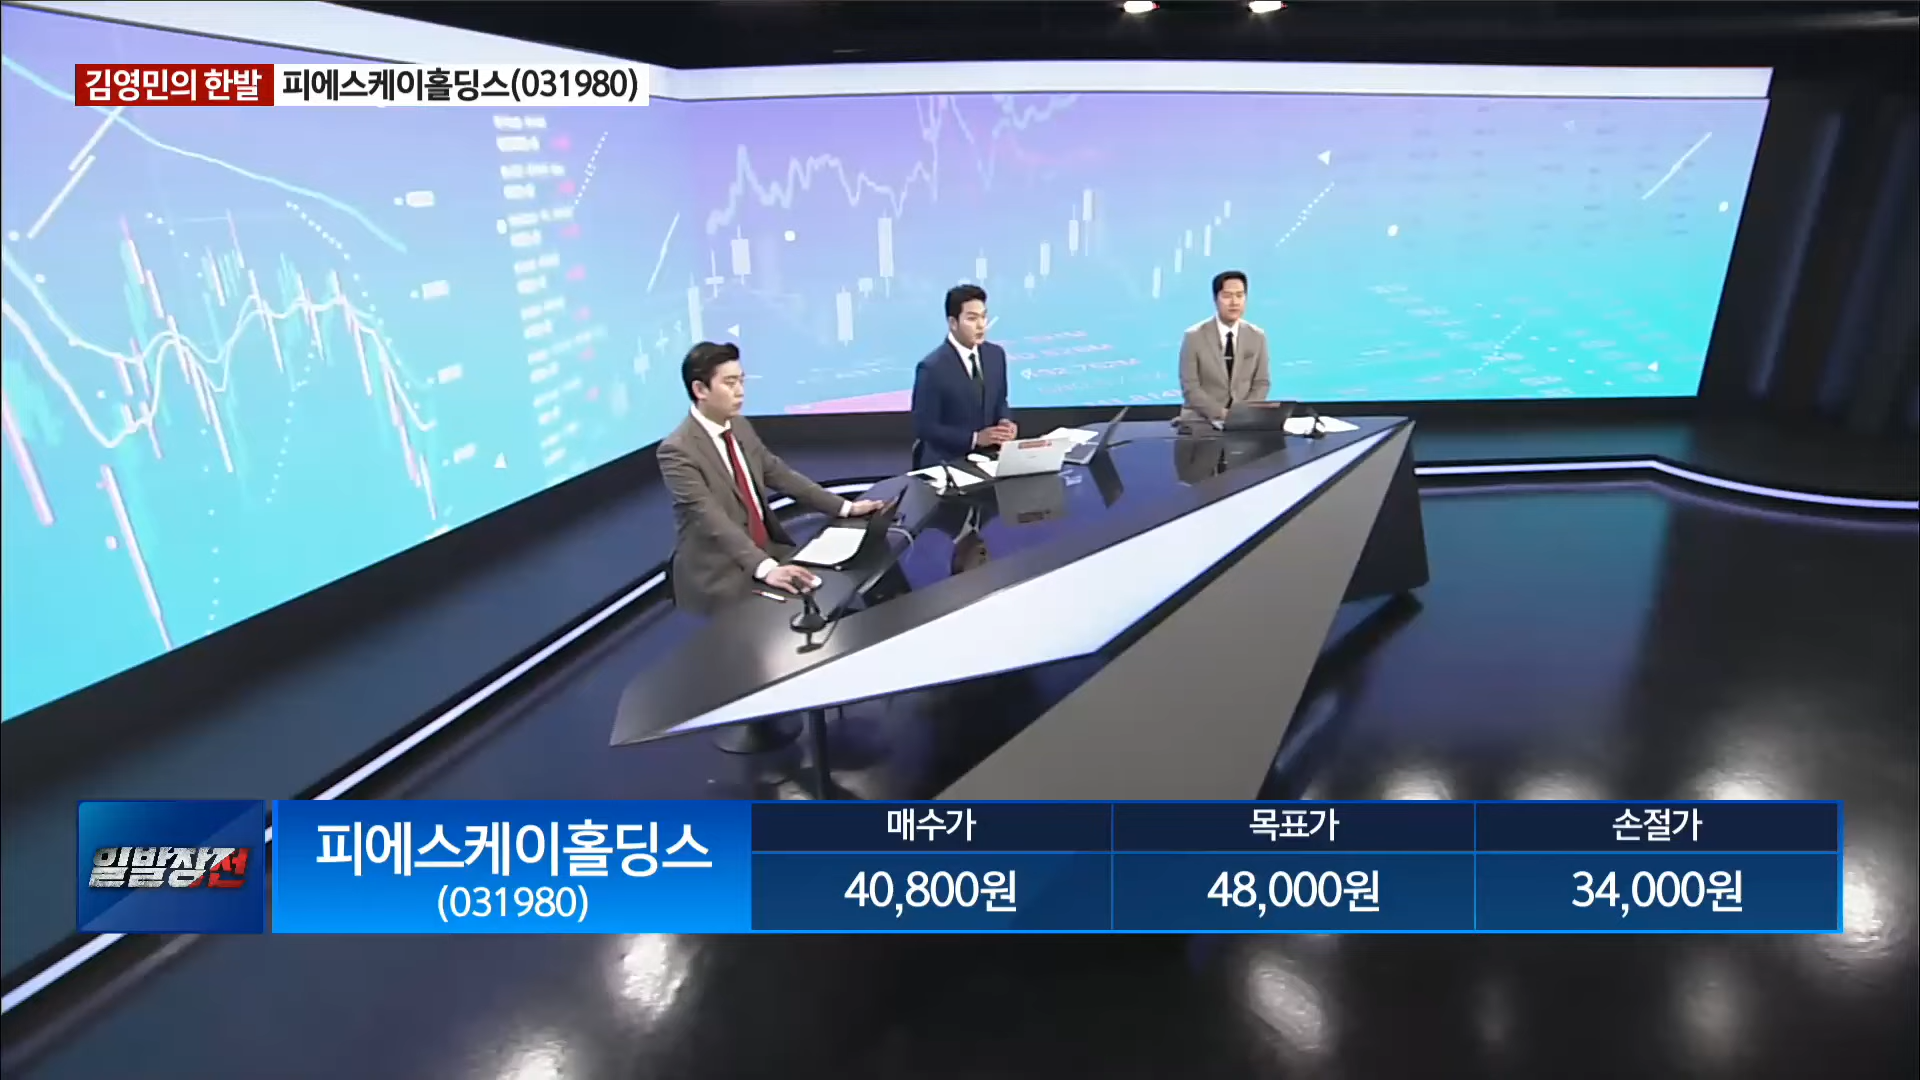 김영민의 한발 피에스케이홀딩스(031980)
일발장전
피에스케이홀딩스
(031980)
매수가 목표가 손절가
40,800원 48,000원 34,000원